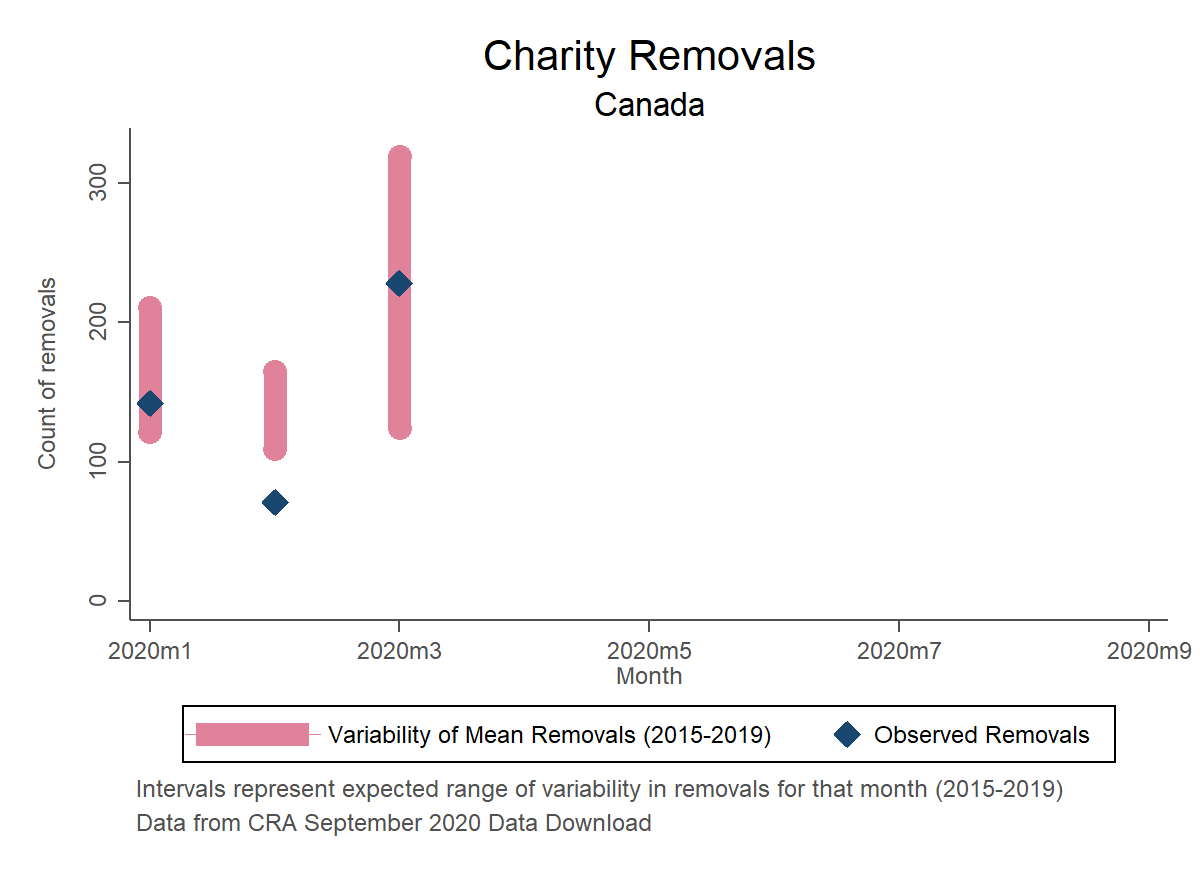 Charity Removals
Canada
Count of removals
300
200
100
0
2020m1 2020m3 2020m5 2020m7 2020m9
Month
Variability of Mean Removals (2015-2019) Observed Removals
Intervals represent expected range of variability in removals for that month (2015-2019)
Data from CRA September 2020 Data Download